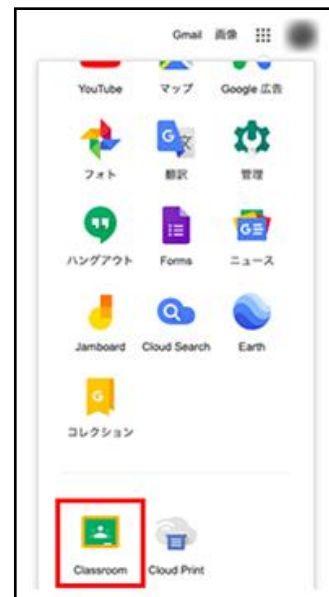 Gmail 画像
YouTube マップ Google 広告
フォト 翻訳 管理
ハングアウト Forms ニュース
Jamboard Cloud Search Earth
コレクション
Classroom Cloud Print